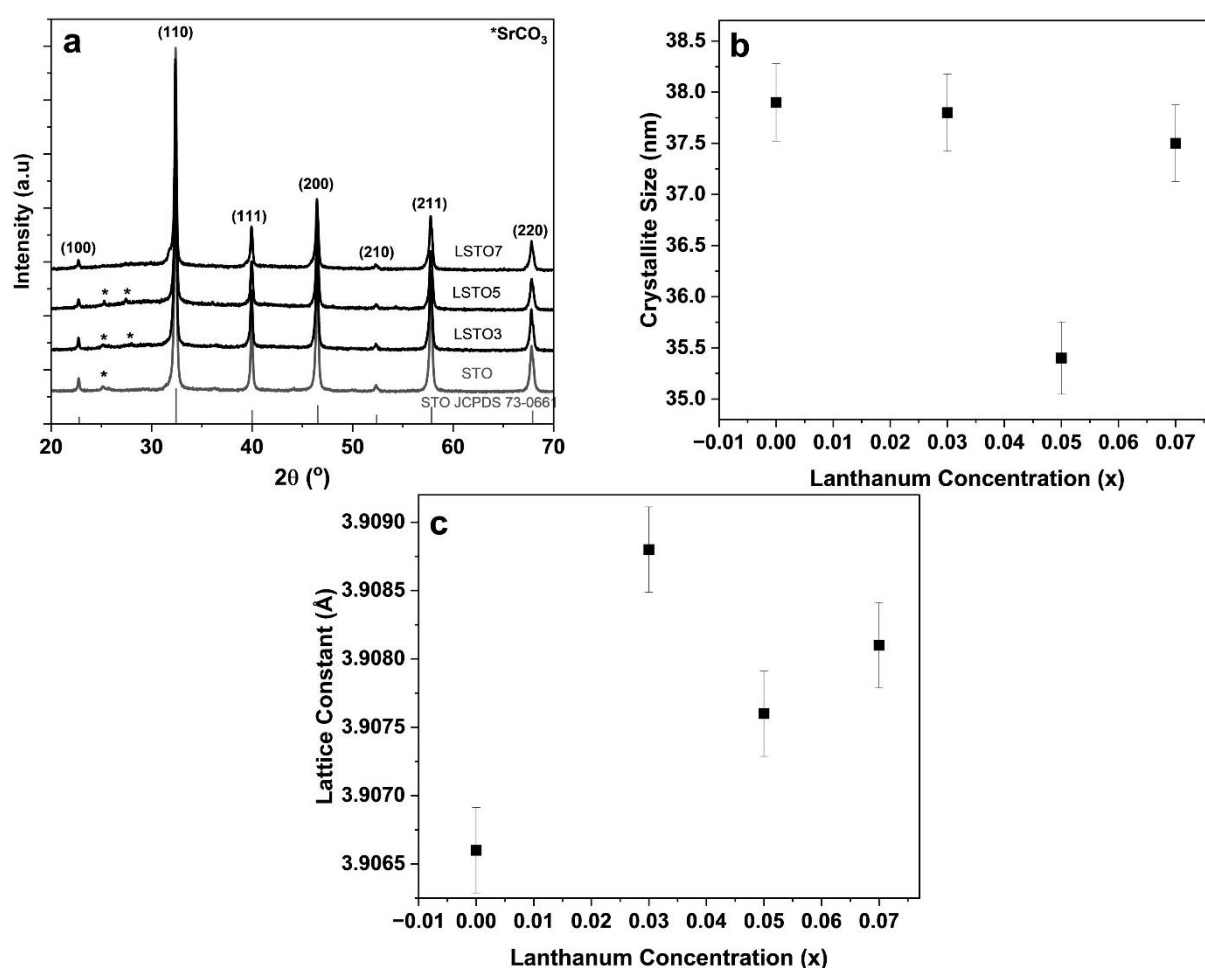 a
*SrCO₃
(110)
(200)
(111)
(211)
(220)
(100)
(210)
LSTO7
* *
LSTO5
* *
LSTO3
*
STO
STO JCPDS 73-0661
Intensity (a.u)
20 30 40 50 60 70
2θ (°)
b
38.5
38.0
37.5
37.0
36.5
36.0
35.5
35.0
Crystallite Size (nm)
−0.01 0.00 0.01 0.02 0.03 0.04 0.05 0.06 0.07
Lanthanum Concentration (x)
c
3.9090
3.9085
3.9080
3.9075
3.9070
3.9065
Lattice Constant (Å)
−0.01 0.00 0.01 0.02 0.03 0.04 0.05 0.06 0.07
Lanthanum Concentration (x)